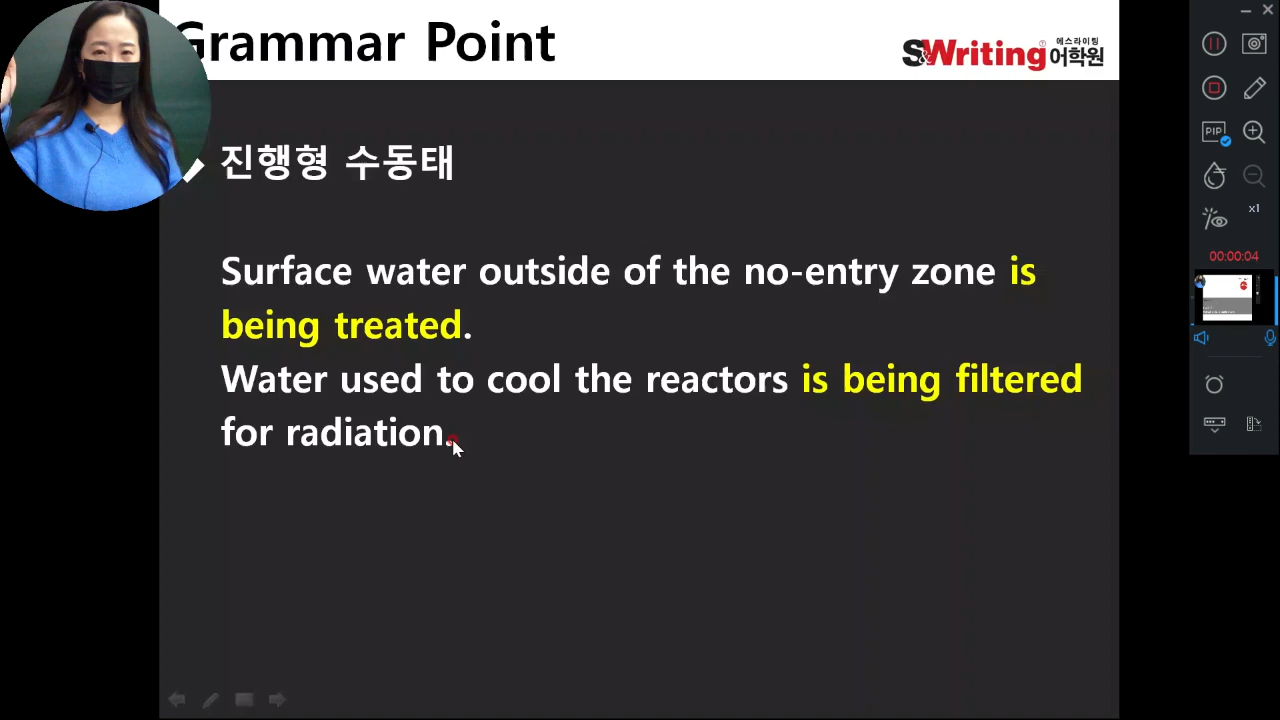 Grammar Point
S&Writing 에스라이팅 어학원
진행형 수동태
Surface water outside of the no-entry zone is
being treated.
Water used to cool the reactors is being filtered
for radiation.
PIP
x1
00:00:04